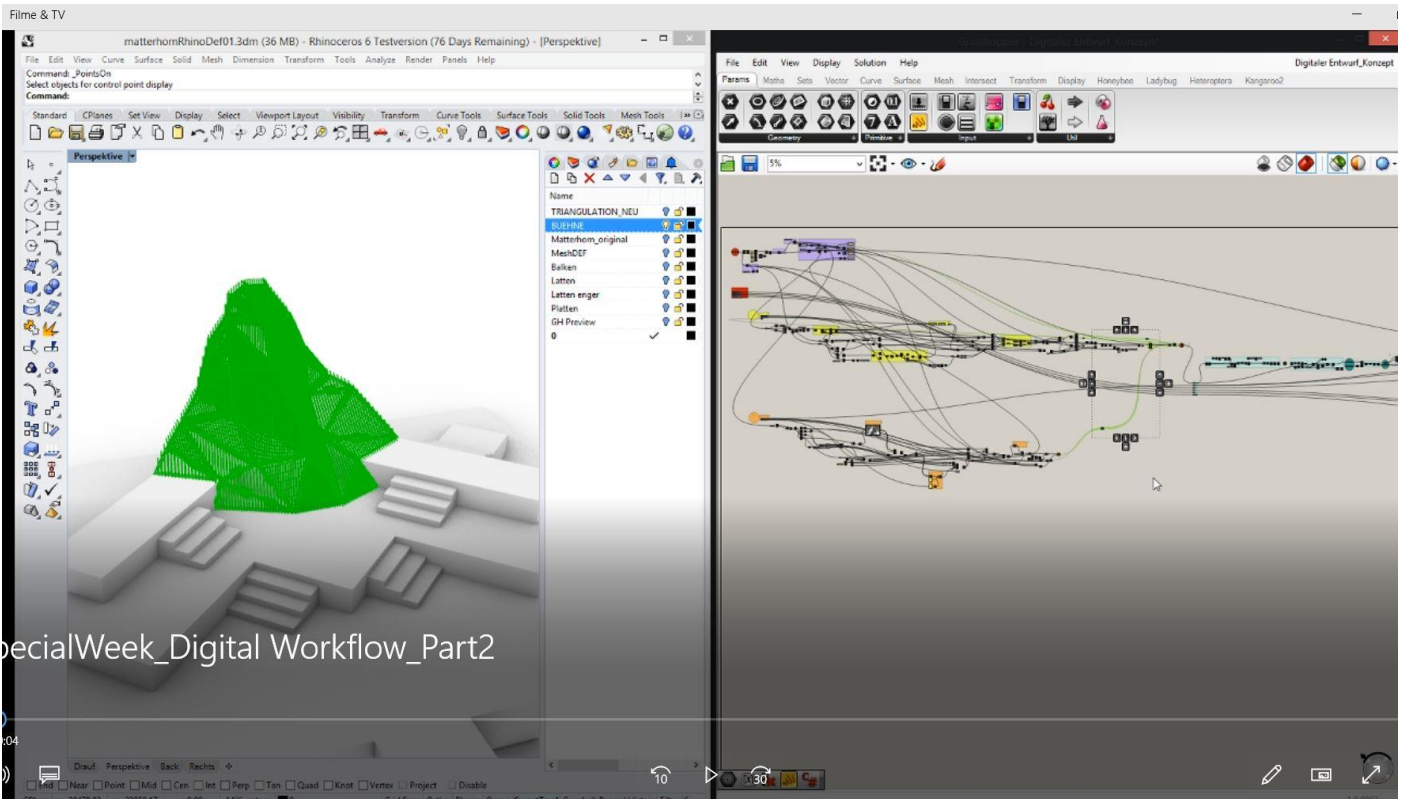 Filme & TV
matterhornRhinoDef01.3dm (36 MB) - Rhinoceros 6 Testversion (76 Days Remaining) - [Perspektive]
File Edit View Curve Surface Solid Mesh Dimension Transform Tools Analyze Render Panels Help
Command: _PointsOn
Select objects for control point display
Command:
Standard CPlanes Set View Display Select Viewport Layout Visibility Transform Curve Tools Surface Tools Solid Tools Mesh Tools
Perspektive
Name
TRIANGULATION_NEU
BUEHNE
Matterhorn_original
MeshDEF
Balken
Latten
Latten enger
Platten
GH Preview
0
File Edit View Display Solution Help
Digitaler Entwurf_Konzept
Params Maths Sets Vector Curve Surface Mesh Intersect Transform Display Honeybee Ladybug Heteroptera Kangaroo2
Geometry Primitive Input Util
5%
pecialWeek_Digital Workflow_Part2
:04
Drauf Perspektive Back Rechts
End Near Point Mid Cen Int Perp Tan Quad Knot Vertex Project Disable
10
30